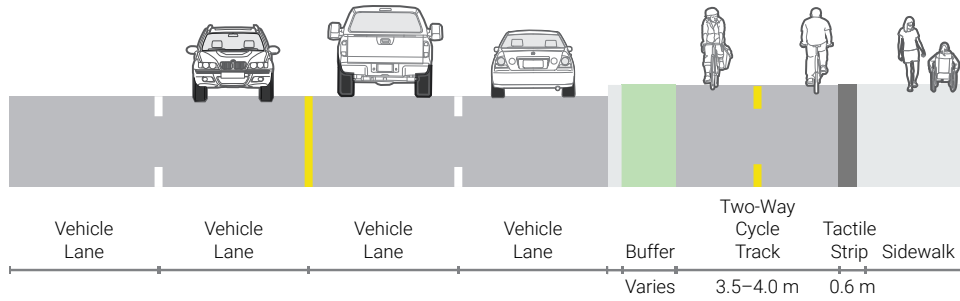 Vehicle
Lane
Vehicle
Lane
Vehicle
Lane
Vehicle
Lane
Buffer
Two-Way
Cycle
Track
Tactile
Strip
Sidewalk
Varies
3.5–4.0 m
0.6 m